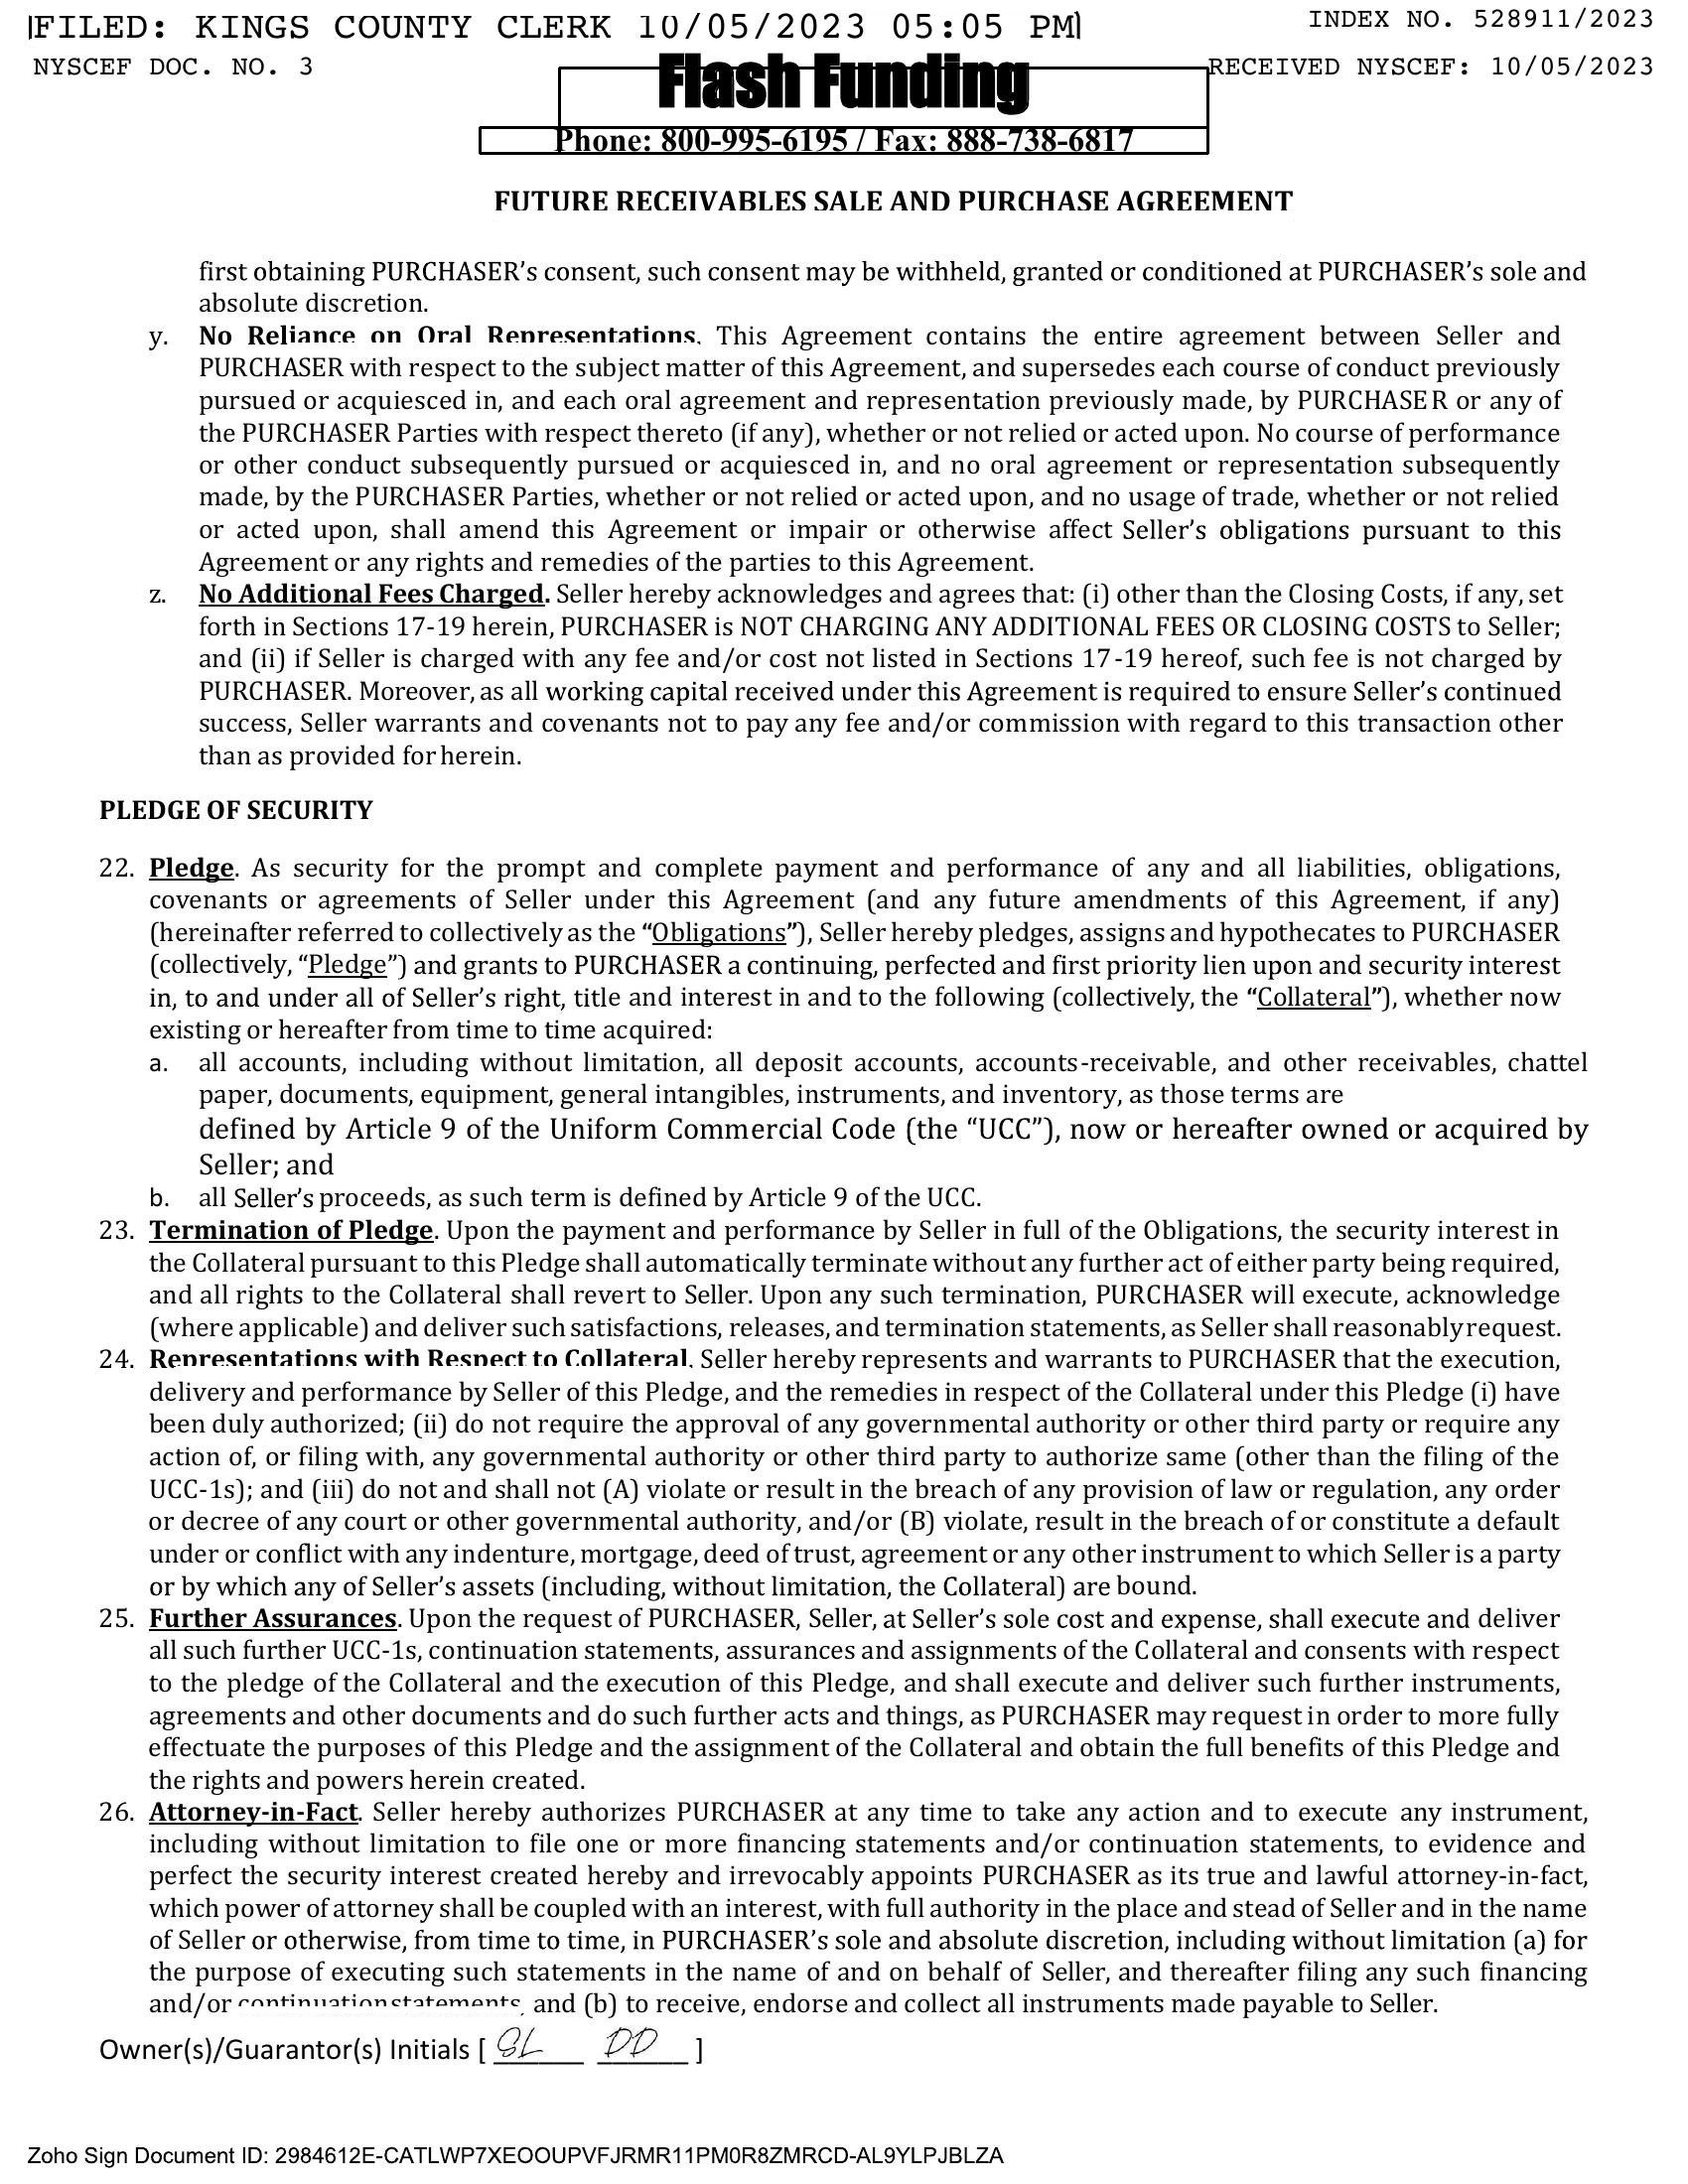 FILED: KINGS COUNTY CLERK 10/05/2023 05:05 PM
INDEX NO. 528911/2023
NYSCEF DOC. NO. 3
RECEIVED NYSCEF: 10/05/2023
Flash Funding
Phone: 800-995-6195 / Fax: 888-738-6817
FUTURE RECEIVABLES SALE AND PURCHASE AGREEMENT
first obtaining PURCHASER’s consent, such consent may be withheld, granted or conditioned at PURCHASER’s sole and
absolute discretion.
y. No Reliance on Oral Representations. This Agreement contains the entire agreement between Seller and
PURCHASER with respect to the subject matter of this Agreement, and supersedes each course of conduct previously
pursued or acquiesced in, and each oral agreement and representation previously made, by PURCHASER or any of
the PURCHASER Parties with respect thereto (if any), whether or not relied or acted upon. No course of performance
or other conduct subsequently pursued or acquiesced in, and no oral agreement or representation subsequently
made, by the PURCHASER Parties, whether or not relied or acted upon, and no usage of trade, whether or not relied
or acted upon, shall amend this Agreement or impair or otherwise affect Seller’s obligations pursuant to this
Agreement or any rights and remedies of the parties to this Agreement.
z. No Additional Fees Charged. Seller hereby acknowledges and agrees that: (i) other than the Closing Costs, if any, set
forth in Sections 17-19 herein, PURCHASER is NOT CHARGING ANY ADDITIONAL FEES OR CLOSING COSTS to Seller;
and (ii) if Seller is charged with any fee and/or cost not listed in Sections 17-19 hereof, such fee is not charged by
PURCHASER. Moreover, as all working capital received under this Agreement is required to ensure Seller’s continued
success, Seller warrants and covenants not to pay any fee and/or commission with regard to this transaction other
than as provided for herein.
PLEDGE OF SECURITY
22. Pledge. As security for the prompt and complete payment and performance of any and all liabilities, obligations,
covenants or agreements of Seller under this Agreement (and any future amendments of this Agreement, if any)
(hereinafter referred to collectively as the “Obligations”), Seller hereby pledges, assigns and hypothecates to PURCHASER
(collectively, “Pledge”) and grants to PURCHASER a continuing, perfected and first priority lien upon and security interest
in, to and under all of Seller’s right, title and interest in and to the following (collectively, the “Collateral”), whether now
existing or hereafter from time to time acquired:
a. all accounts, including without limitation, all deposit accounts, accounts-receivable, and other receivables, chattel
paper, documents, equipment, general intangibles, instruments, and inventory, as those terms are
defined by Article 9 of the Uniform Commercial Code (the “UCC”), now or hereafter owned or acquired by
Seller; and
b. all Seller’s proceeds, as such term is defined by Article 9 of the UCC.
23. Termination of Pledge. Upon the payment and performance by Seller in full of the Obligations, the security interest in
the Collateral pursuant to this Pledge shall automatically terminate without any further act of either party being required,
and all rights to the Collateral shall revert to Seller. Upon any such termination, PURCHASER will execute, acknowledge
(where applicable) and deliver such satisfactions, releases, and termination statements, as Seller shall reasonably request.
24. Representations with Respect to Collateral. Seller hereby represents and warrants to PURCHASER that the execution,
delivery and performance by Seller of this Pledge, and the remedies in respect of the Collateral under this Pledge (i) have
been duly authorized; (ii) do not require the approval of any governmental authority or other third party or require any
action of, or filing with, any governmental authority or other third party to authorize same (other than the filing of the
UCC-1s); and (iii) do not and shall not (A) violate or result in the breach of any provision of law or regulation, any order
or decree of any court or other governmental authority, and/or (B) violate, result in the breach of or constitute a default
under or conflict with any indenture, mortgage, deed of trust, agreement or any other instrument to which Seller is a party
or by which any of Seller’s assets (including, without limitation, the Collateral) are bound.
25. Further Assurances. Upon the request of PURCHASER, Seller, at Seller’s sole cost and expense, shall execute and deliver
all such further UCC-1s, continuation statements, assurances and assignments of the Collateral and consents with respect
to the pledge of the Collateral and the execution of this Pledge, and shall execute and deliver such further instruments,
agreements and other documents and do such further acts and things, as PURCHASER may request in order to more fully
effectuate the purposes of this Pledge and the assignment of the Collateral and obtain the full benefits of this Pledge and
the rights and powers herein created.
26. Attorney-in-Fact. Seller hereby authorizes PURCHASER at any time to take any action and to execute any instrument,
including without limitation to file one or more financing statements and/or continuation statements, to evidence and
perfect the security interest created hereby and irrevocably appoints PURCHASER as its true and lawful attorney-in-fact,
which power of attorney shall be coupled with an interest, with full authority in the place and stead of Seller and in the name
of Seller or otherwise, from time to time, in PURCHASER’s sole and absolute discretion, including without limitation (a) for
the purpose of executing such statements in the name of and on behalf of Seller, and thereafter filing any such financing
and/or continuation statements, and (b) to receive, endorse and collect all instruments made payable to Seller.
Owner(s)/Guarantor(s) Initials [ SL DD ]
Zoho Sign Document ID: 2984612E-CATLWP7XEOOUPVFJRMR11PM0R8ZMRCD-AL9YLPJBLZA